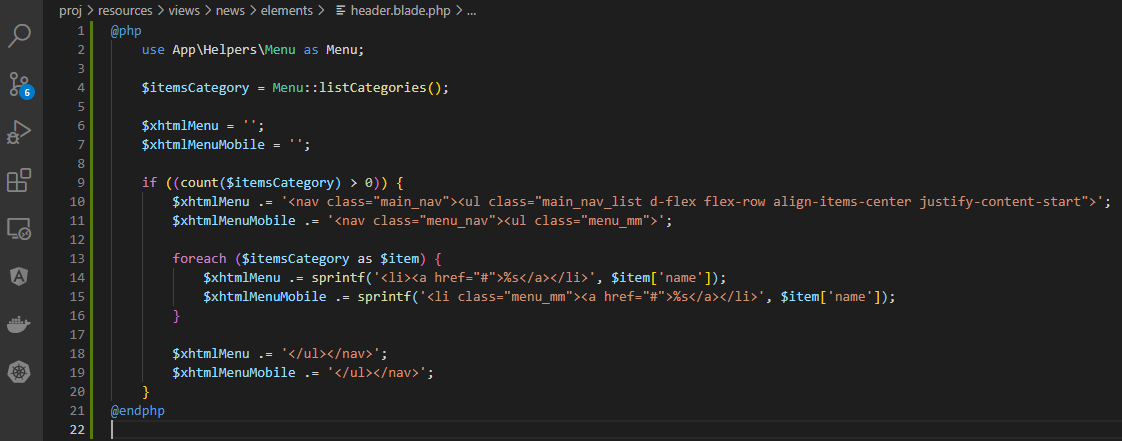 proj > resources > views > news > elements > header.blade.php > ...
1 @php
2 use App\Helpers\Menu as Menu;
3
4 $itemsCategory = Menu::listCategories();
5
6 $xhtmlMenu = '';
7 $xhtmlMenuMobile = '';
8
9 if ((count($itemsCategory) > 0)) {
10 $xhtmlMenu .= '<nav class="main_nav"><ul class="main_nav_list d-flex flex-row align-items-center justify-content-start">';
11 $xhtmlMenuMobile .= '<nav class="menu_nav"><ul class="menu_mm">';
12
13 foreach ($itemsCategory as $item) {
14 $xhtmlMenu .= sprintf('<li><a href="#">%s</a></li>', $item['name']);
15 $xhtmlMenuMobile .= sprintf('<li class="menu_mm"><a href="#">%s</a></li>', $item['name']);
16 }
17
18 $xhtmlMenu .= '</ul></nav>';
19 $xhtmlMenuMobile .= '</ul></nav>';
20 }
21 @endphp
22
6